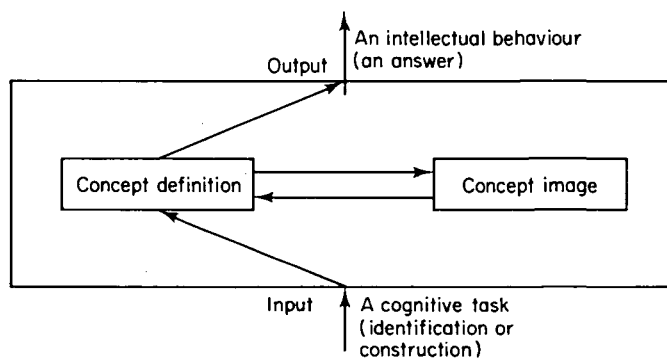 An intellectual behaviour
Output (an answer)
Concept definition
Concept image
Input A cognitive task
(identification or
construction)